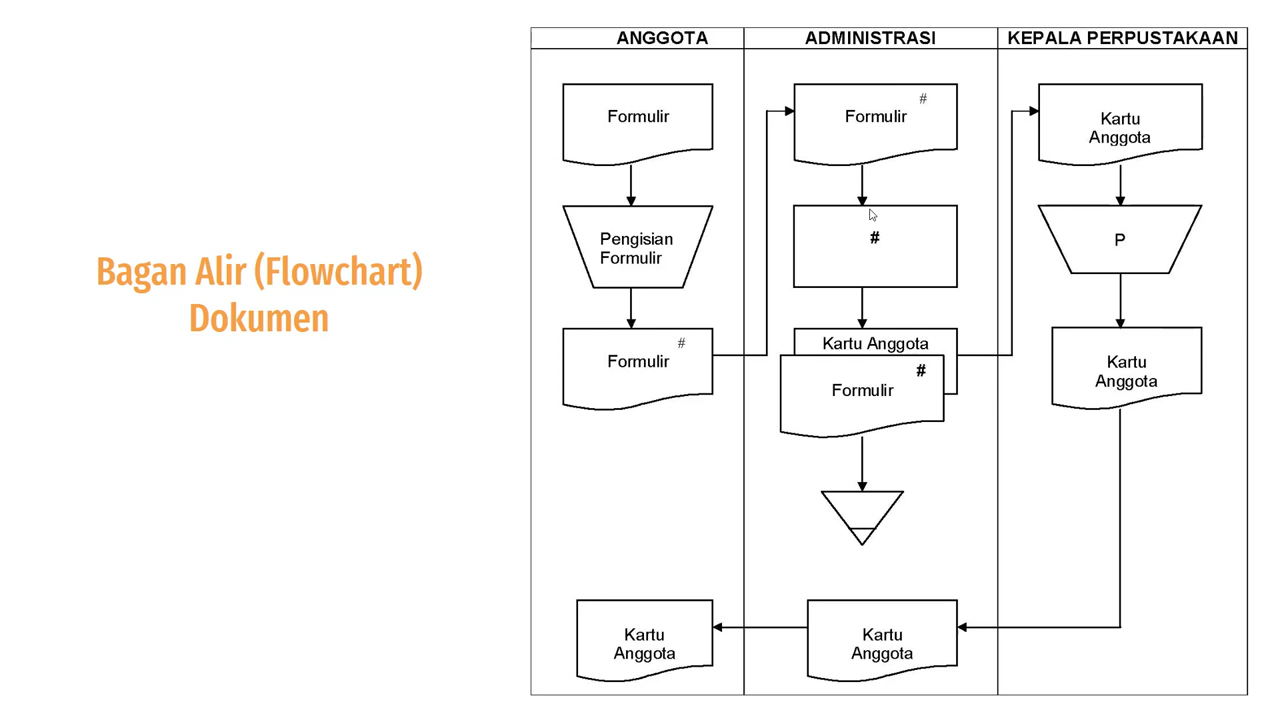 Bagan Alir (Flowchart)
Dokumen
ANGGOTA
ADMINISTRASI
KEPALA PERPUSTAKAAN
Formulir
Pengisian
Formulir
#
Formulir
#
Formulir
#
Kartu Anggota
#
Formulir
Kartu
Anggota
P
Kartu
Anggota
Kartu
Anggota
Kartu
Anggota